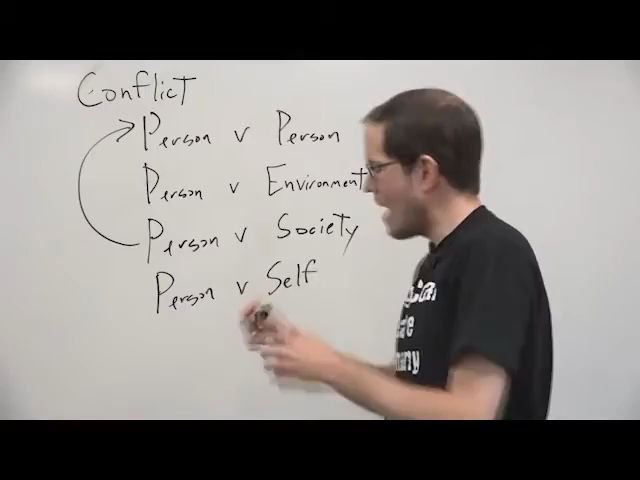 Conflict
Person v Person
Person v Environment
Person v Society
Person v Self